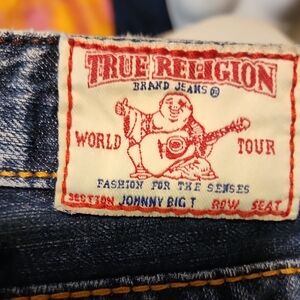 TRUE RELIGION
BRAND JEANS ®
WORLD TOUR
FASHION FOR THE SENSES
SECTION JOHNNY BIG T ROW SEAT